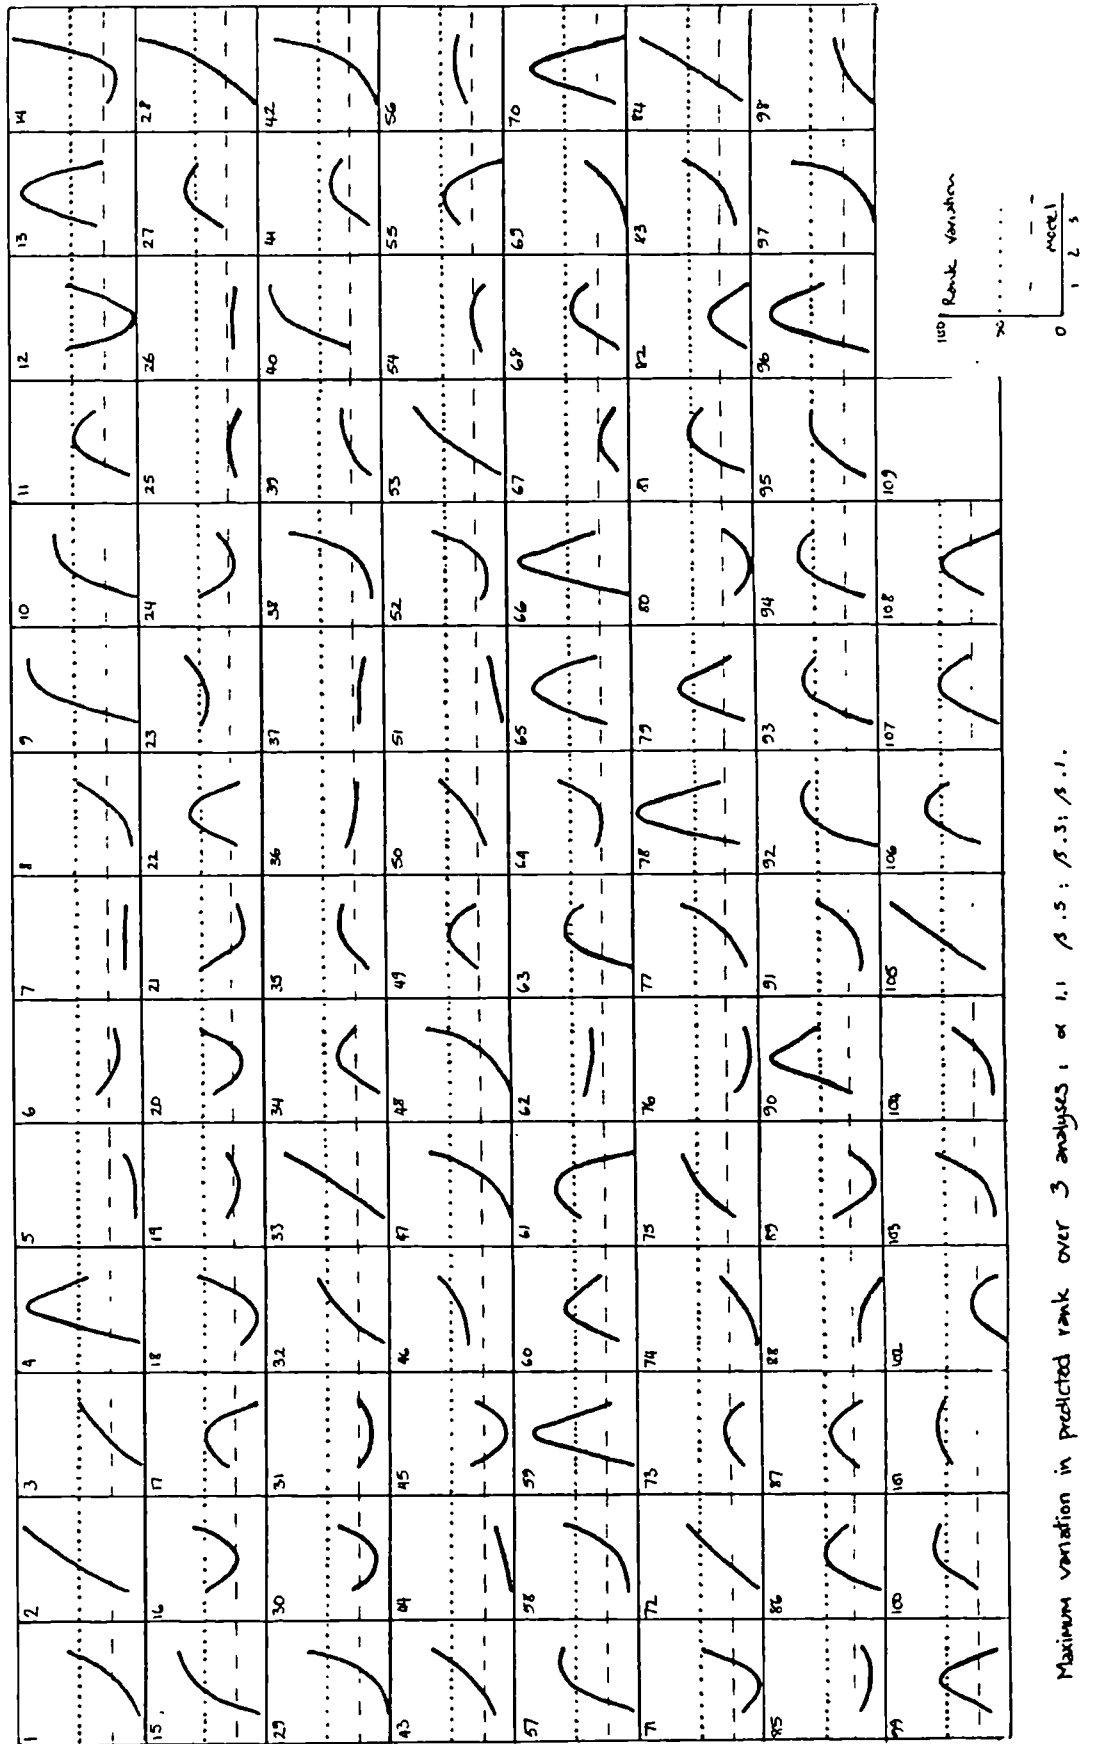 1 2 3 4 5 6 7 8 9 10 11 12 13 14
15 16 17 18 19 20 21 22 23 24 25 26 27 28
29 30 31 32 33 34 35 36 37 38 39 40 41 42
43 44 45 46 47 48 49 50 51 52 53 54 55 56
57 58 59 60 61 62 63 64 65 66 67 68 69 70
71 72 73 74 75 76 77 78 79 80 81 82 83 84
85 86 87 88 89 90 91 92 93 94 95 96 97 98
99 100 101 102 103 104 105 106 107 108 109
100 Rank variation
50
0 model
1 2 3
Maximum variation in predicted rank over 3 analyses: α 1.1 β .5: β .3: β .1.